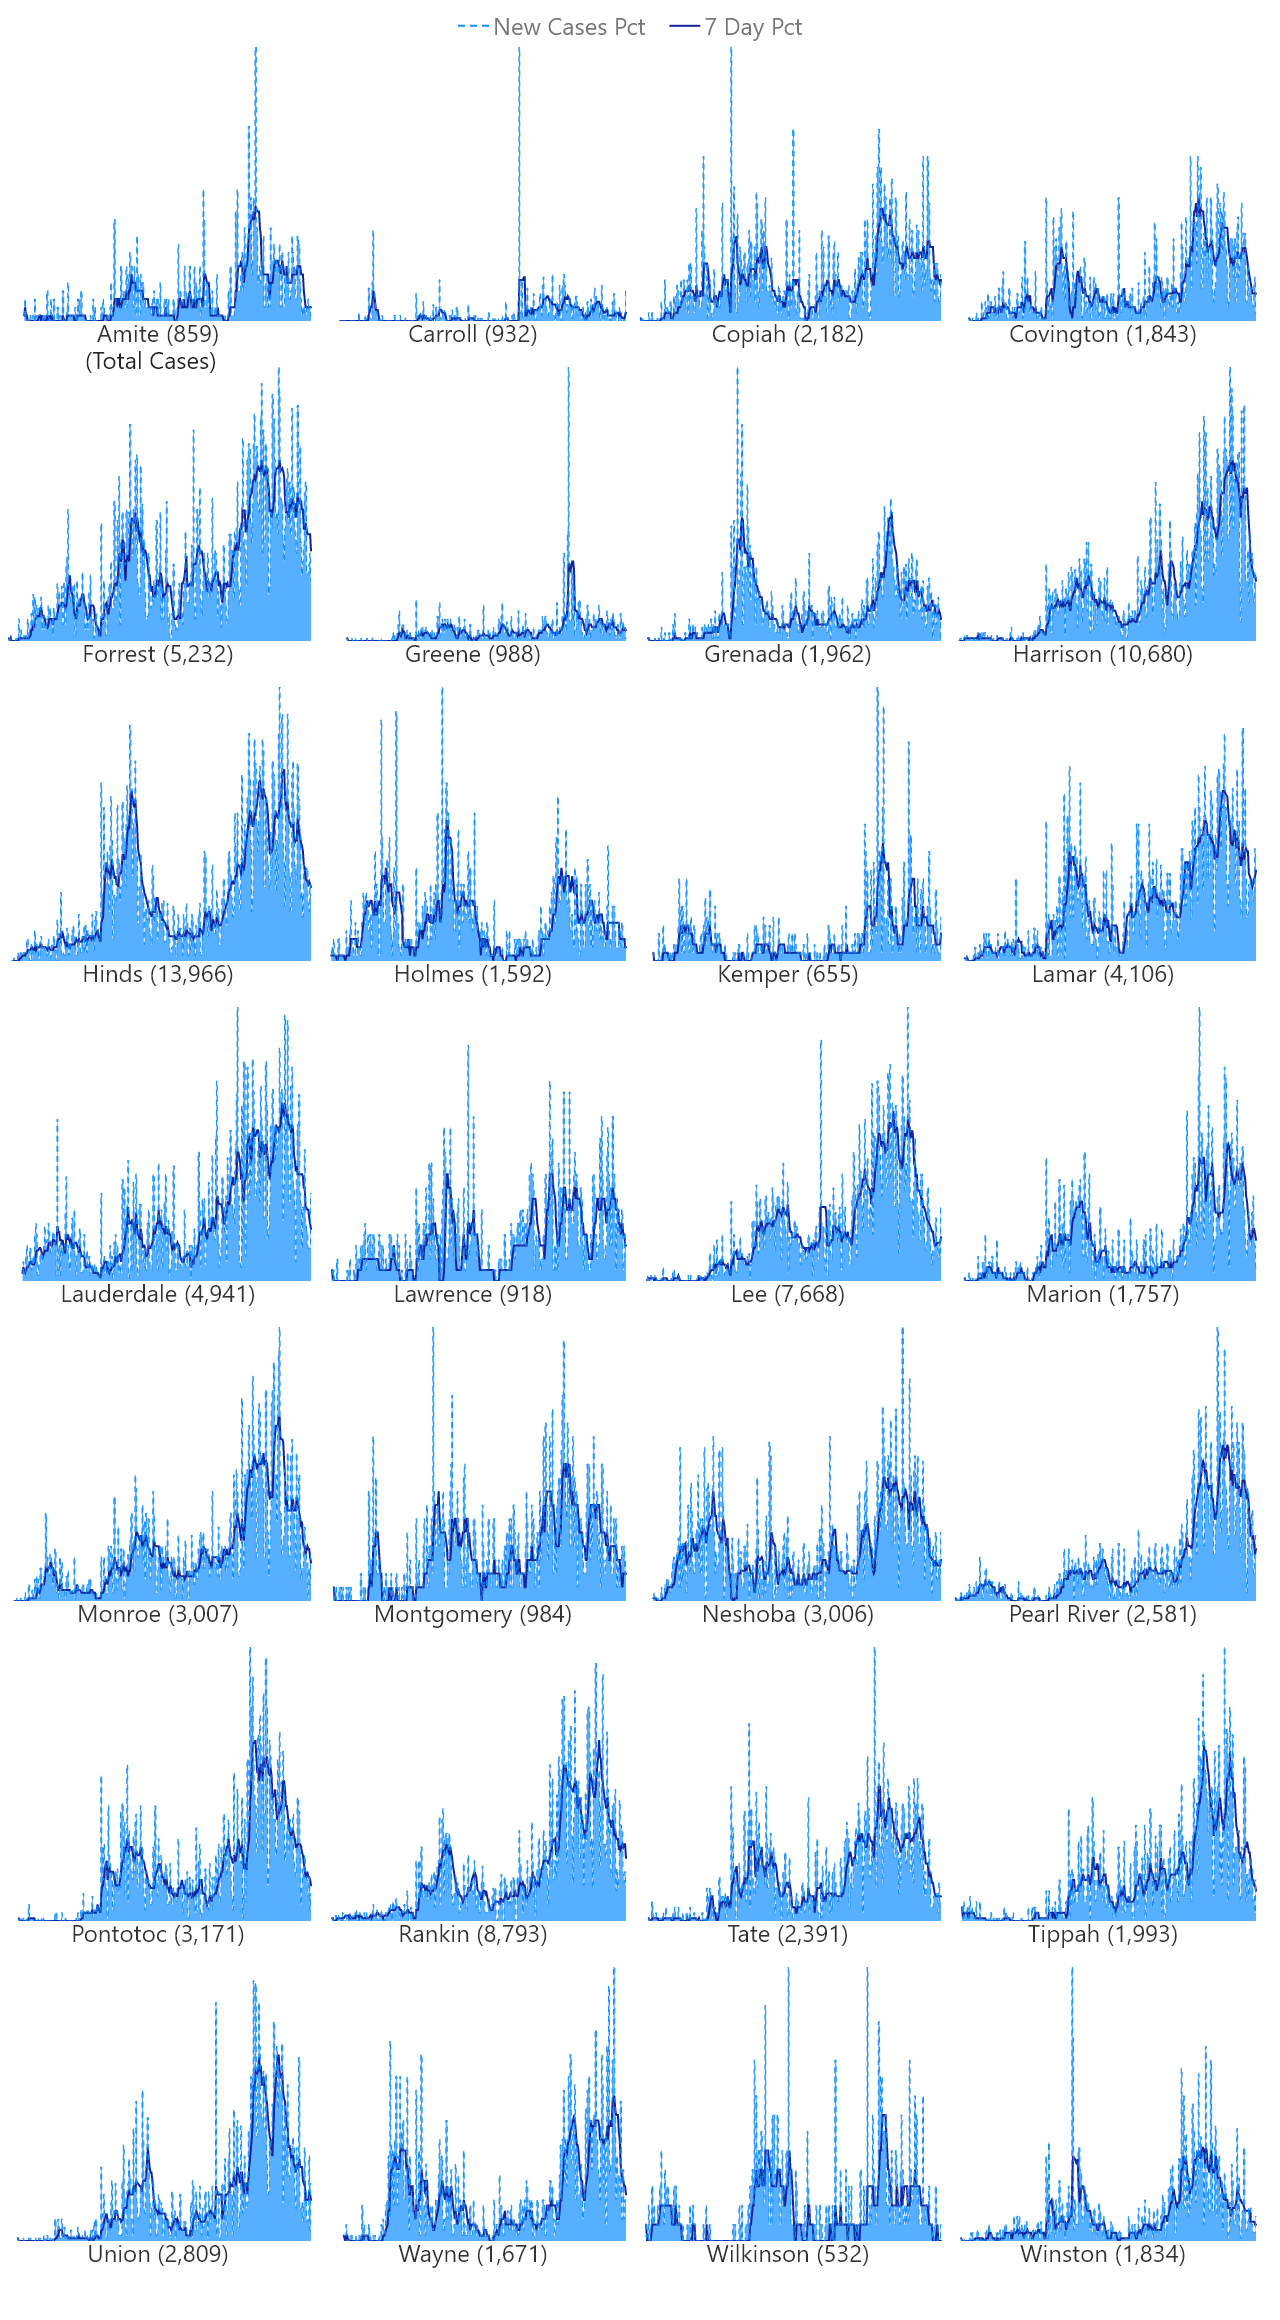 New Cases Pct 7 Day Pct
Amite (859) Carroll (932) Copiah (2,182) Covington (1,843)
(Total Cases)
Forrest (5,232) Greene (988) Grenada (1,962) Harrison (10,680)
Hinds (13,966) Holmes (1,592) Kemper (655) Lamar (4,106)
Lauderdale (4,941) Lawrence (918) Lee (7,668) Marion (1,757)
Monroe (3,007) Montgomery (984) Neshoba (3,006) Pearl River (2,581)
Pontotoc (3,171) Rankin (8,793) Tate (2,391) Tippah (1,993)
Union (2,809) Wayne (1,671) Wilkinson (532) Winston (1,834)